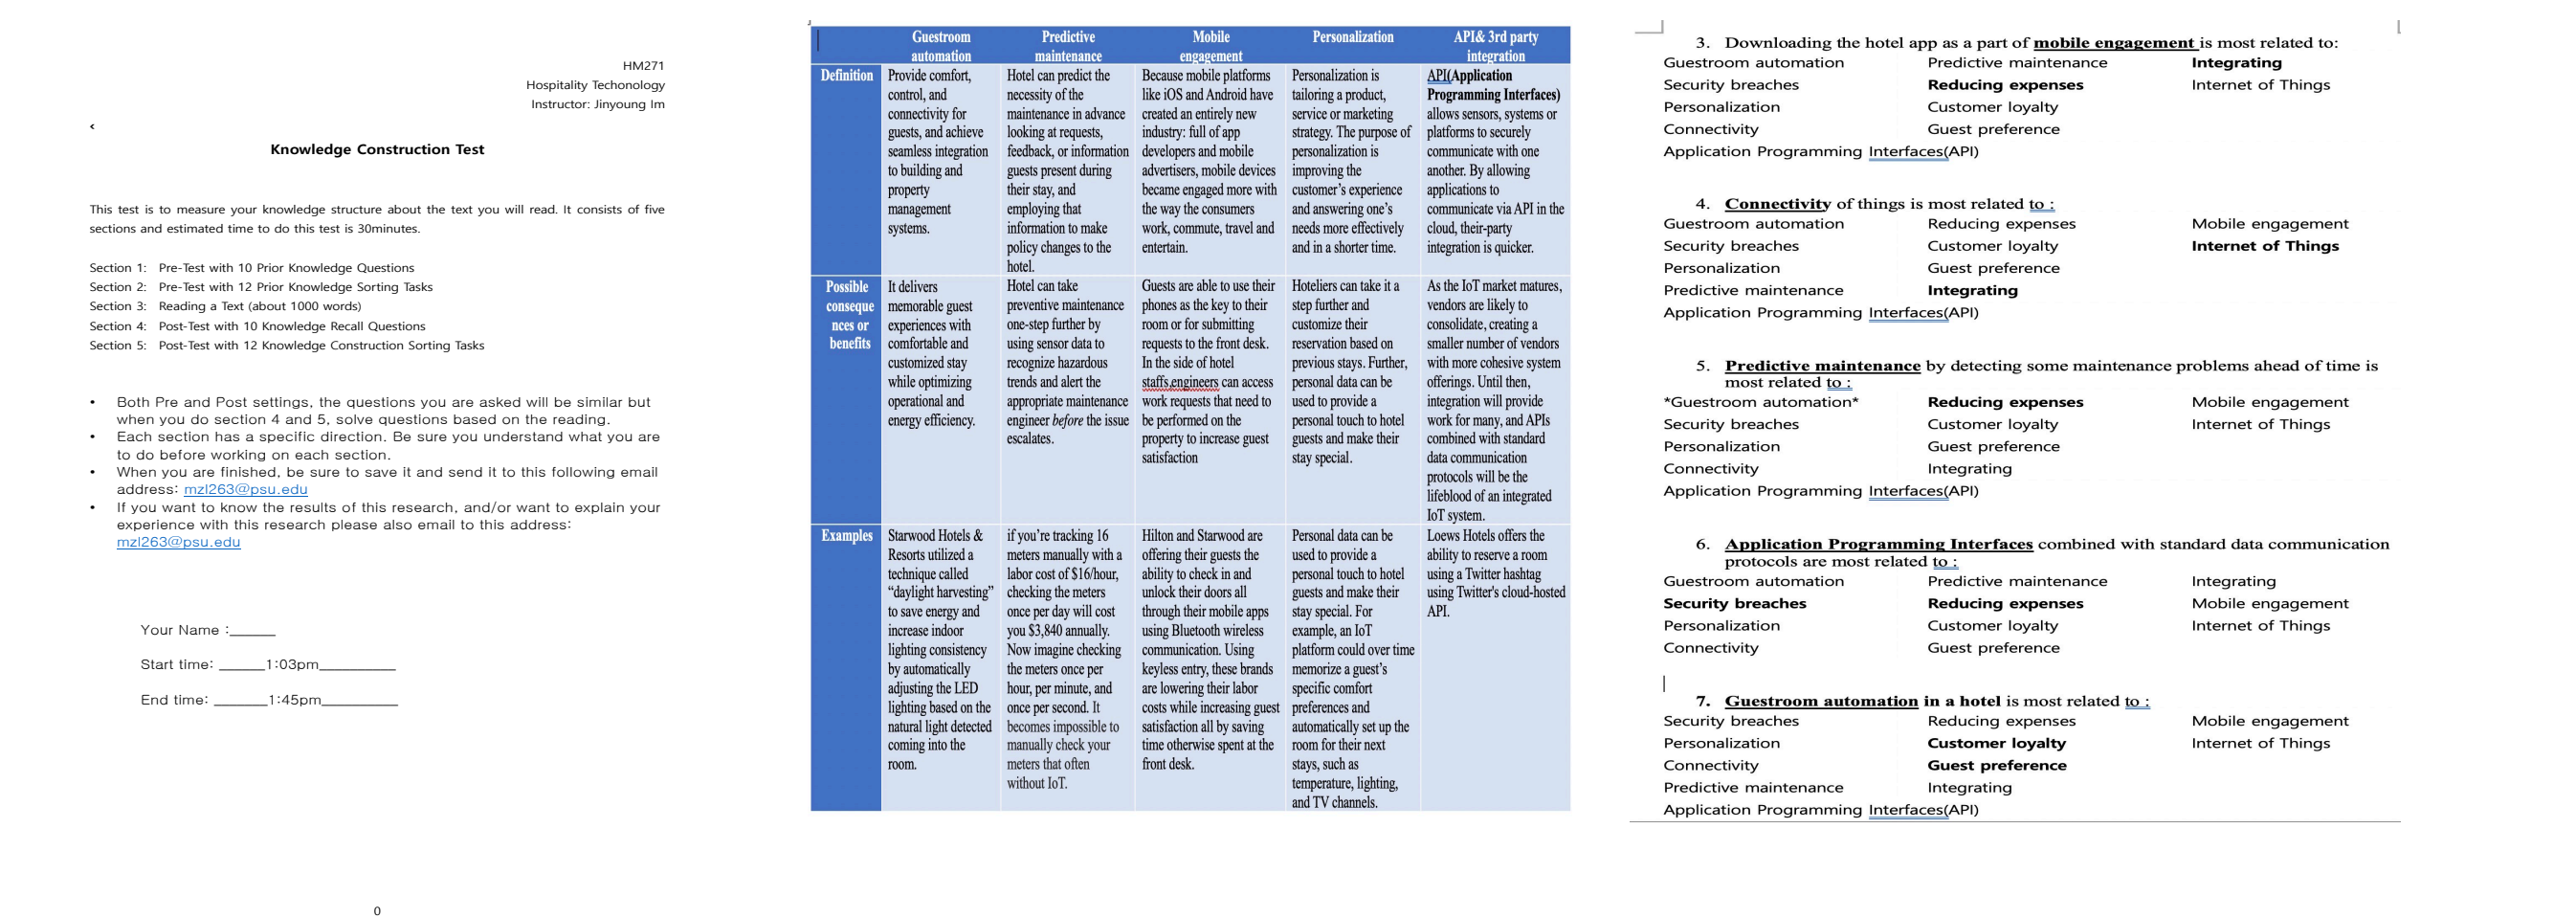 HM271
Hospitality Techonology
Instructor: Jinyoung Im
‹
Knowledge Construction Test
This test is to measure your knowledge structure about the text you will read. It consists of five
sections and estimated time to do this test is 30minutes.
Section 1: Pre-Test with 10 Prior Knowledge Questions
Section 2: Pre-Test with 12 Prior Knowledge Sorting Tasks
Section 3: Reading a Text (about 1000 words)
Section 4: Post-Test with 10 Knowledge Recall Questions
Section 5: Post-Test with 12 Knowledge Construction Sorting Tasks
• Both Pre and Post settings, the questions you are asked will be similar but
when you do section 4 and 5, solve questions based on the reading.
• Each section has a specific direction. Be sure you understand what you are
to do before working on each section.
• When you are finished, be sure to save it and send it to this following email
address: mzl263@psu.edu
• If you want to know the results of this research, and/or want to explain your
experience with this research please also email to this address:
mzl263@psu.edu
Your Name :______
Start time: ______1:03pm__________
End time: _______1:45pm__________
0
Guestroom
automation
Predictive
maintenance
Mobile
engagement
Personalization
API& 3rd party
integration
Definition
Provide comfort,
control, and
connectivity for
guests, and achieve
seamless integration
to building and
property
management
systems.
Hotel can predict the
necessity of the
maintenance in advance
looking at requests,
feedback, or information
guests present during
their stay, and
employing that
information to make
policy changes to the
hotel.
Because mobile platforms
like iOS and Android have
created an entirely new
industry: full of app
developers and mobile
advertisers, mobile devices
became engaged more with
the way the consumers
work, commute, travel and
entertain.
Personalization is
tailoring a product,
service or marketing
strategy. The purpose of
personalization is
improving the
customer's experience
and answering one's
needs more effectively
and in a shorter time.
API(Application
Programming Interfaces)
allows sensors, systems or
platforms to securely
communicate with one
another. By allowing
applications to
communicate via API in the
cloud, their-party
integration is quicker.
Possible
conseque
nces or
benefits
It delivers
memorable guest
experiences with
comfortable and
customized stay
while optimizing
operational and
energy efficiency.
Hotel can take
preventive maintenance
one-step further by
using sensor data to
recognize hazardous
trends and alert the
appropriate maintenance
engineer before the issue
escalates.
Guests are able to use their
phones as the key to their
room or for submitting
requests to the front desk.
In the side of hotel
staffs,engineers can access
work requests that need to
be performed on the
property to increase guest
satisfaction
Hoteliers can take it a
step further and
customize their
reservation based on
previous stays. Further,
personal data can be
used to provide a
personal touch to hotel
guests and make their
stay special.
As the IoT market matures,
vendors are likely to
consolidate, creating a
smaller number of vendors
with more cohesive system
offerings. Until then,
integration will provide
work for many, and APIs
combined with standard
data communication
protocols will be the
lifeblood of an integrated
IoT system.
Examples
Starwood Hotels &
Resorts utilized a
technique called
"daylight harvesting"
to save energy and
increase indoor
lighting consistency
by automatically
adjusting the LED
lighting based on the
natural light detected
coming into the
room.
if you're tracking 16
meters manually with a
labor cost of $16/hour,
checking the meters
once per day will cost
you $3,840 annually.
Now imagine checking
the meters once per
hour, per minute, and
once per second. It
becomes impossible to
manually check your
meters that often
without IoT.
Hilton and Starwood are
offering their guests the
ability to check in and
unlock their doors all
through their mobile apps
using Bluetooth wireless
communication. Using
keyless entry, these brands
are lowering their labor
costs while increasing guest
satisfaction all by saving
time otherwise spent at the
front desk.
Personal data can be
used to provide a
personal touch to hotel
guests and make their
stay special. For
example, an IoT
platform could over time
memorize a guest's
specific comfort
preferences and
automatically set up the
room for their next
stays, such as
temperature, lighting,
and TV channels.
Loews Hotels offers the
ability to reserve a room
using a Twitter hashtag
using Twitter's cloud-hosted
API.
3. Downloading the hotel app as a part of mobile engagement is most related to:
Guestroom automation Predictive maintenance Integrating
Security breaches Reducing expenses Internet of Things
Personalization Customer loyalty
Connectivity Guest preference
Application Programming Interfaces(API)
4. Connectivity of things is most related to :
Guestroom automation Reducing expenses Mobile engagement
Security breaches Customer loyalty Internet of Things
Personalization Guest preference
Predictive maintenance Integrating
Application Programming Interfaces(API)
5. Predictive maintenance by detecting some maintenance problems ahead of time is
most related to :
*Guestroom automation* Reducing expenses Mobile engagement
Security breaches Customer loyalty Internet of Things
Personalization Guest preference
Connectivity Integrating
Application Programming Interfaces(API)
6. Application Programming Interfaces combined with standard data communication
protocols are most related to :
Guestroom automation Predictive maintenance Integrating
Security breaches Reducing expenses Mobile engagement
Personalization Customer loyalty Internet of Things
Connectivity Guest preference
7. Guestroom automation in a hotel is most related to :
Security breaches Reducing expenses Mobile engagement
Personalization Customer loyalty Internet of Things
Connectivity Guest preference
Predictive maintenance Integrating
Application Programming Interfaces(API)